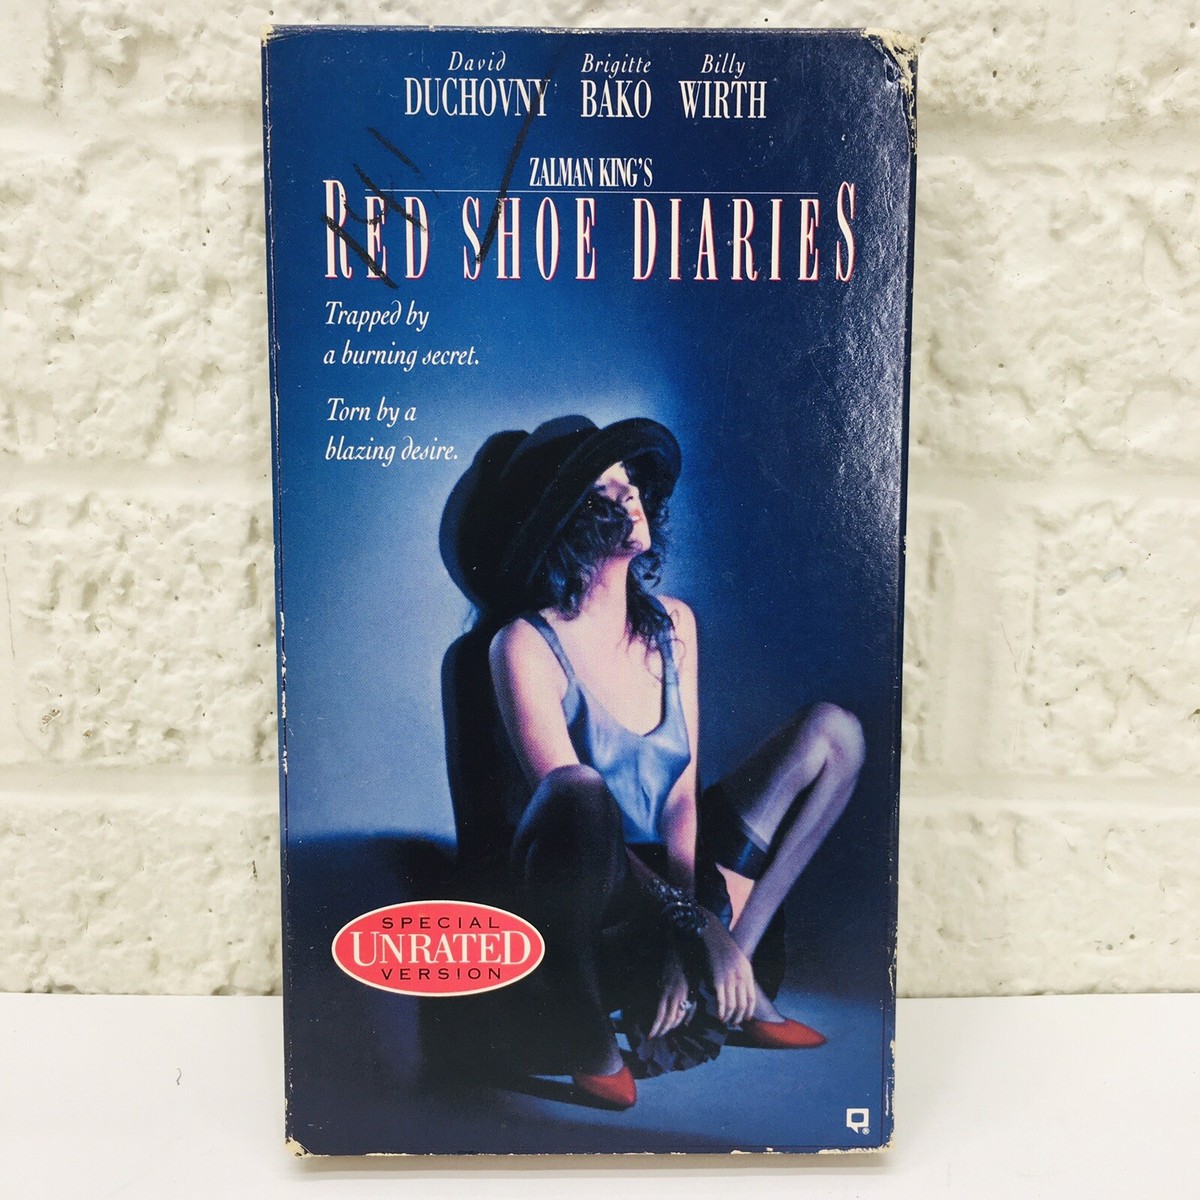 David Brigitte Billy
DUCHOVNY BAKO WIRTH
ZALMAN KING'S
RED SHOE DIARIES
Trapped by
a burning secret.
Torn by a
blazing desire.
SPECIAL
UNRATED
VERSION
®